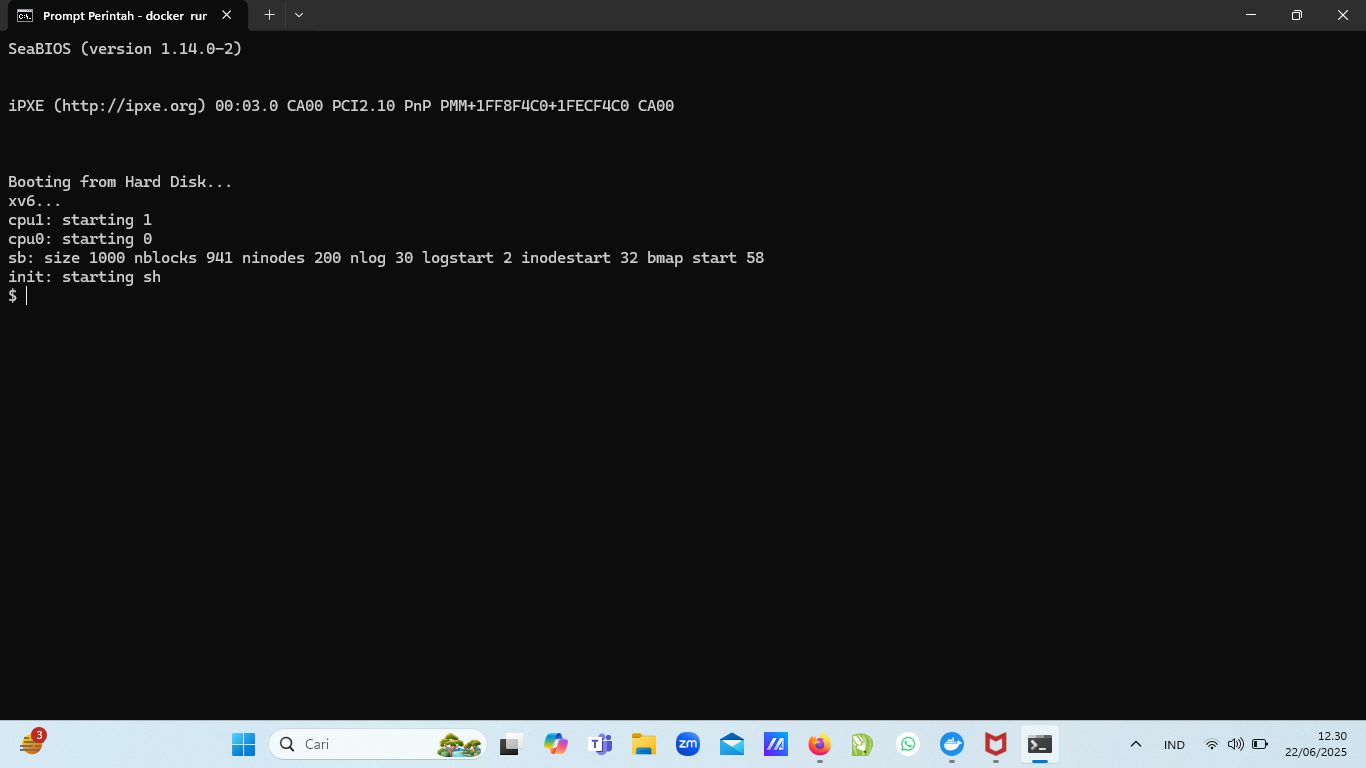 Prompt Perintah - docker  rur
SeaBIOS (version 1.14.0-2)
iPXE (http://ipxe.org) 00:03.0 CA00 PCI2.10 PnP PMM+1FF8F4C0+1FECF4C0 CA00
Booting from Hard Disk...
xv6...
cpu1: starting 1
cpu0: starting 0
sb: size 1000 nblocks 941 ninodes 200 nlog 30 logstart 2 inodestart 32 bmap start 58
init: starting sh
$
3
Cari
zm
IND
12.30
22/06/2025